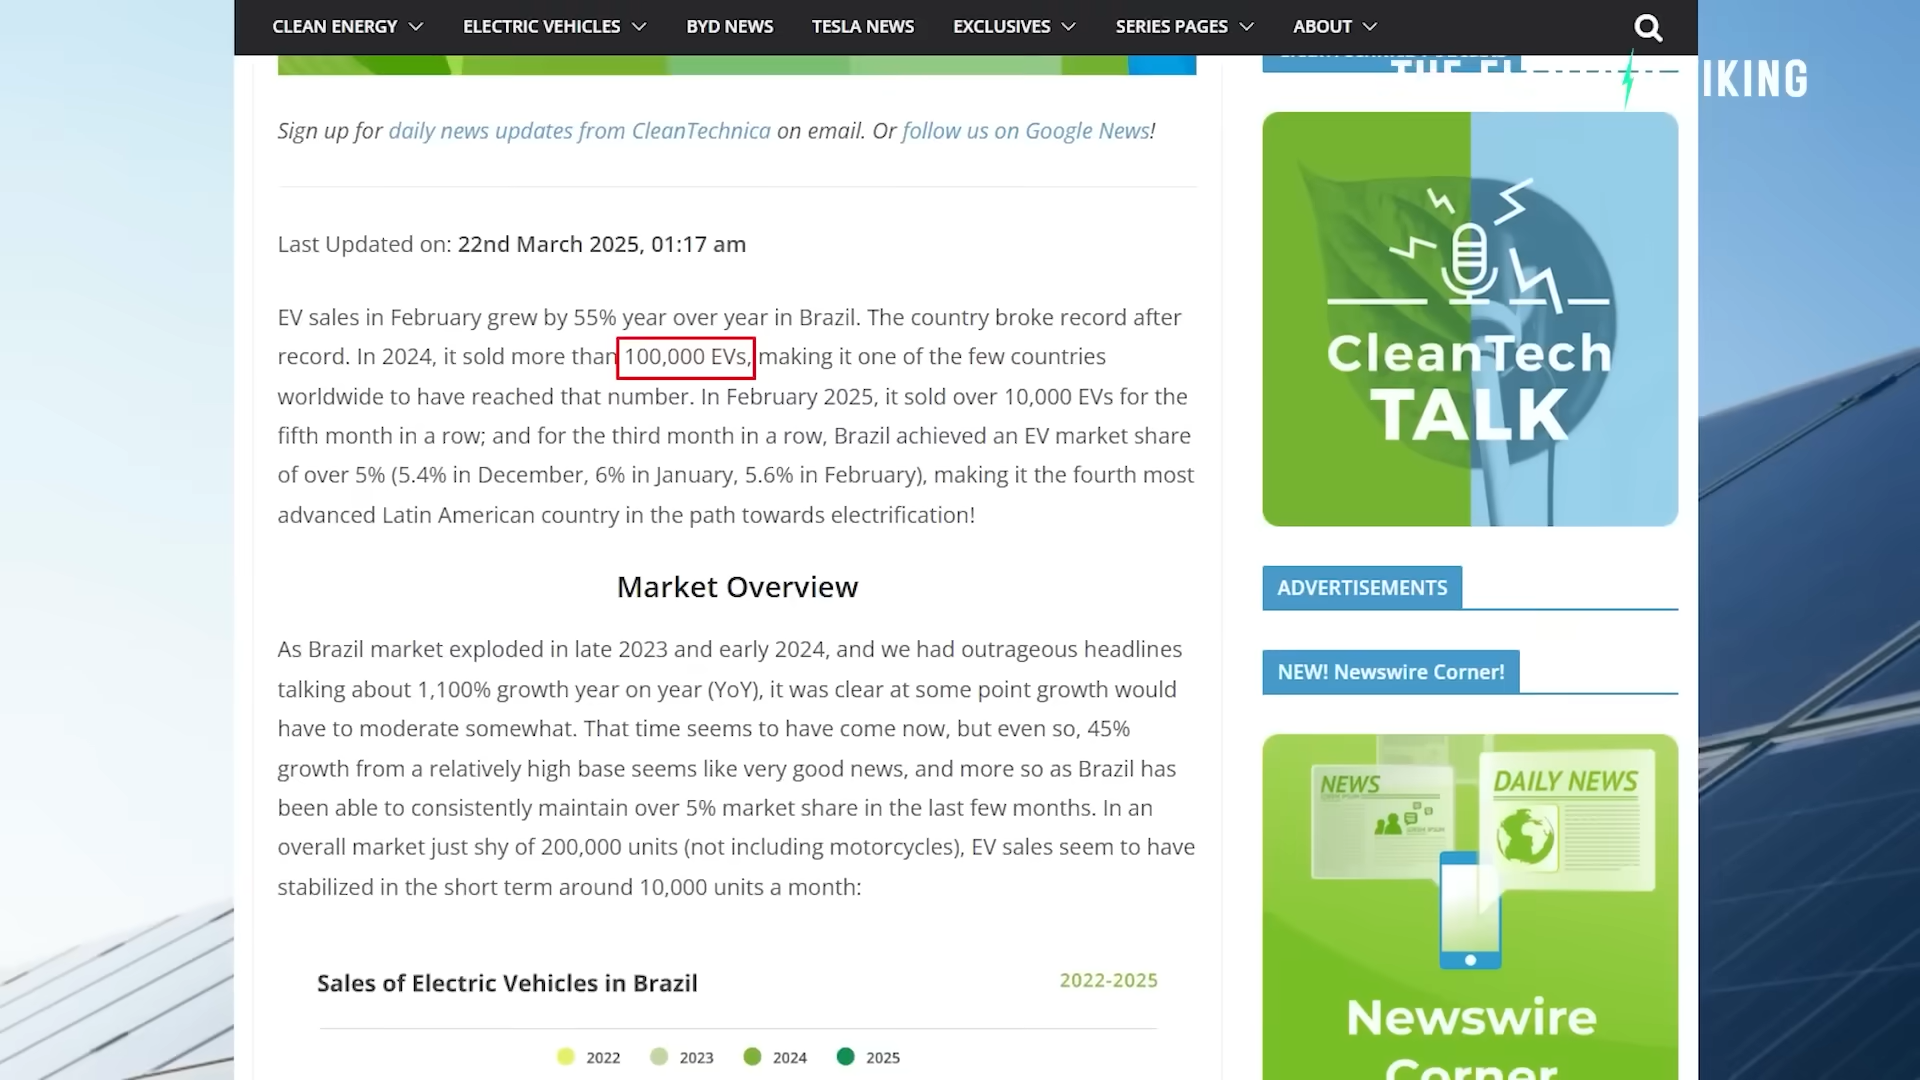 CLEAN ENERGY
ELECTRIC VEHICLES
BYD NEWS
TESLA NEWS
EXCLUSIVES
SERIES PAGES
ABOUT
IKING
Sign up for daily news updates from CleanTechnica on email. Or follow us on Google News!
Last Updated on: 22nd March 2025, 01:17 am
EV sales in February grew by 55% year over year in Brazil. The country broke record after
record. In 2024, it sold more than 100,000 EVs, making it one of the few countries
worldwide to have reached that number. In February 2025, it sold over 10,000 EVs for the
fifth month in a row; and for the third month in a row, Brazil achieved an EV market share
of over 5% (5.4% in December, 6% in January, 5.6% in February), making it the fourth most
advanced Latin American country in the path towards electrification!
Market Overview
As Brazil market exploded in late 2023 and early 2024, and we had outrageous headlines
talking about 1,100% growth year on year (YoY), it was clear at some point growth would
have to moderate somewhat. That time seems to have come now, but even so, 45%
growth from a relatively high base seems like very good news, and more so as Brazil has
been able to consistently maintain over 5% market share in the last few months. In an
overall market just shy of 200,000 units (not including motorcycles), EV sales seem to have
stabilized in the short term around 10,000 units a month:
Sales of Electric Vehicles in Brazil
2022-2025
2022
2023
2024
2025
CleanTech
TALK
ADVERTISEMENTS
NEW! Newswire Corner!
NEWS
DAILY NEWS
Newswire
Corner